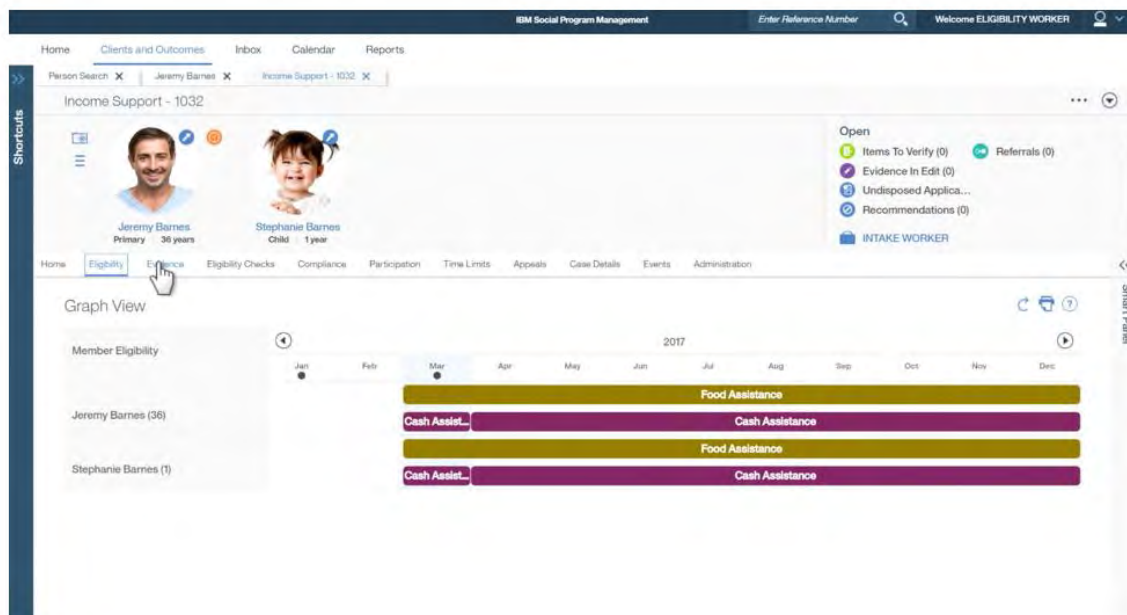 IBM Social Program Management
Enter Reference Number
Welcome ELIGIBILITY WORKER
Home Clients and Outcomes Inbox Calendar Reports
Person Search X Jeremy Barnes X Income Support - 1032 X
Shortcuts
Income Support - 1032
Open
Items To Verify (0) Referrals (0)
Evidence In Edit (0)
Undisposed Applica...
Recommendations (0)
INTAKE WORKER
Jeremy Barnes
Primary 36 years
Stephanie Barnes
Child 1 year
Home Eligibility Evidence Eligibility Checks Compliance Participation Time Limits Appeals Case Details Events Administration
Smart Panel
Graph View
Member Eligibility
2017
Jan Feb Mar Apr May Jun Jul Aug Sep Oct Nov Dec
Food Assistance
Jeremy Barnes (36)
Cash Assist... Cash Assistance
Food Assistance
Stephanie Barnes (1)
Cash Assist... Cash Assistance